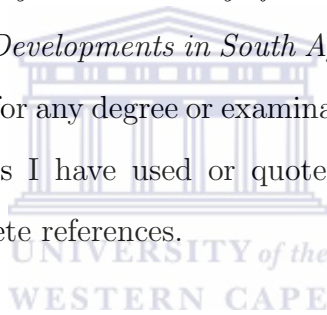 Developments in South A
for any degree or examina
s I have used or quote
ete references.
UNIVERSITY of the
WESTERN CAPE